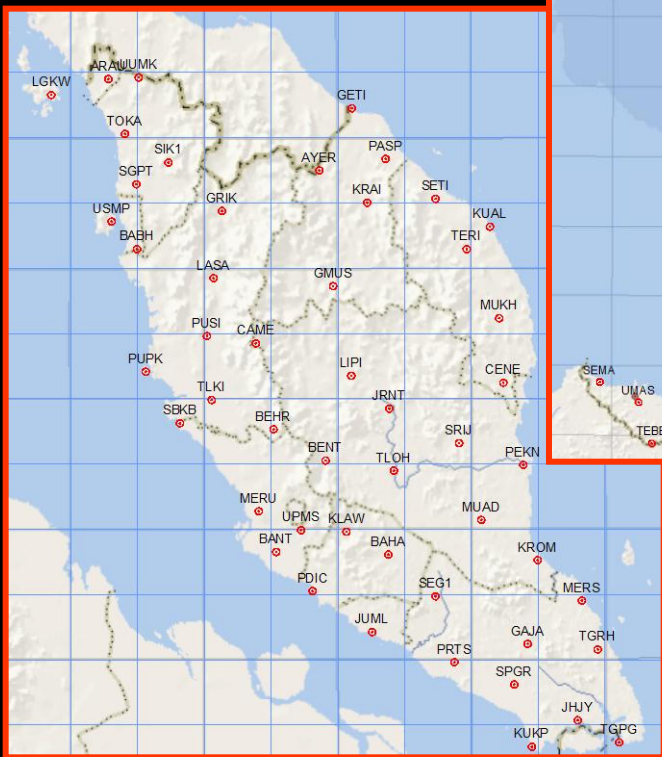 ARAU UUMK
LGKW
GETI
TOKA
PASP
SIK1
AYER
SGPT
KRAI
SETI
GRIK
USMP
KUAL
BABH
TERI
LASA
GMUS
MUKH
PUSI
CAME
PUPK
LIPI
CENE
SEMA
TLKI
UMAS
JRNT
SBKB
BEHR
SRIJ
TEBE
BENT
PEKN
TLOH
MERU
MUAD
UPMS
KLAW
BANT
BAHA
KROM
PDIC
SEG1
MERS
JUML
GAJA
TGRH
PRTS
SPGR
JHJY
KUKP
TGPG